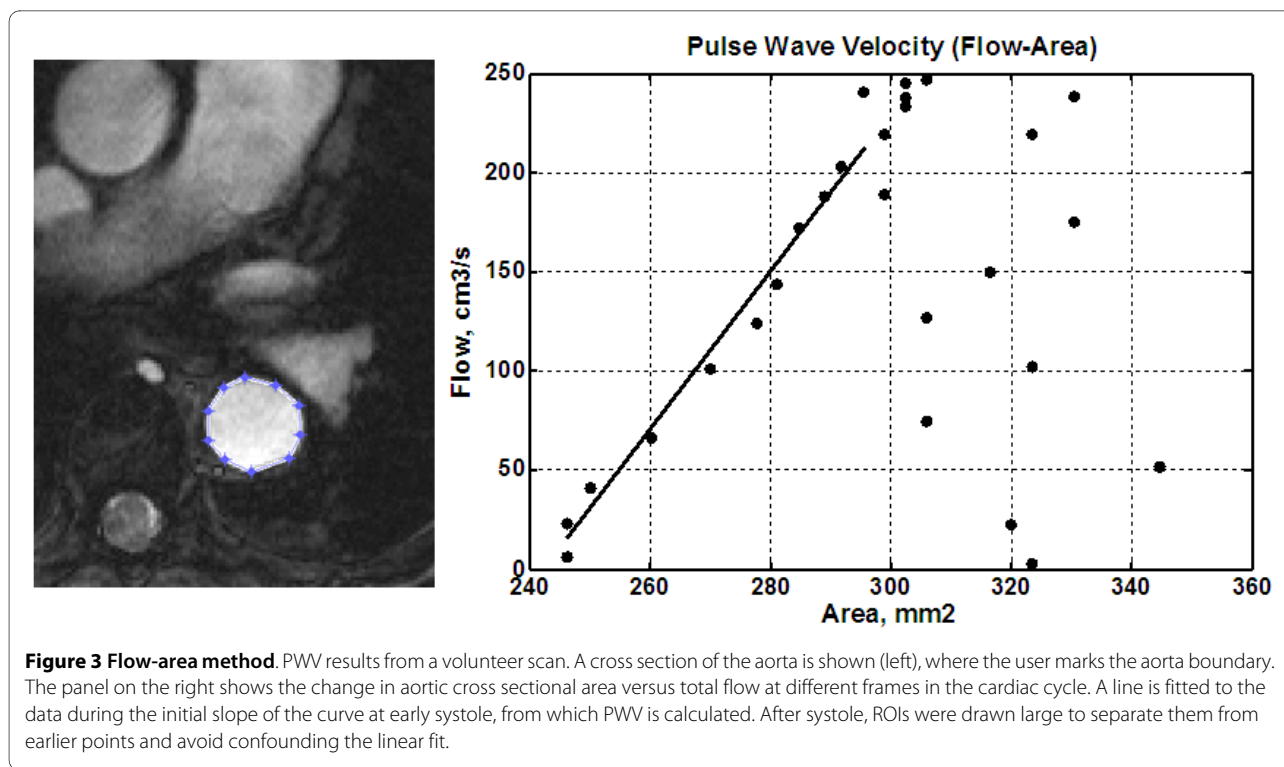 Pulse Wave Velocity (Flow-Area)
250
200
150
100
50
0
Flow, cm3/s
240 260 280 300 320 340 360
Area, mm2
Figure 3 Flow-area method. PWV results from a volunteer scan. A cross section of the aorta is shown (left), where the user marks the aorta boundary.
The panel on the right shows the change in aortic cross sectional area versus total flow at different frames in the cardiac cycle. A line is fitted to the
data during the initial slope of the curve at early systole, from which PWV is calculated. After systole, ROIs were drawn large to separate them from
earlier points and avoid confounding the linear fit.